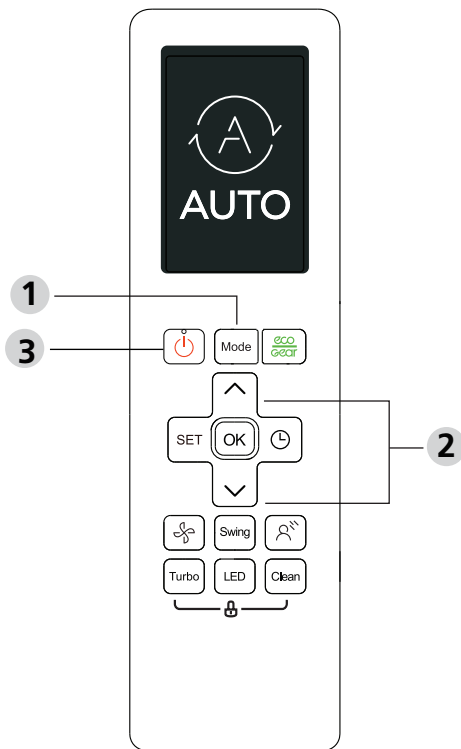 A
AUTO
1
3
Mode
eco
Gear
SET
OK
2
Swing
Turbo
LED
Clean